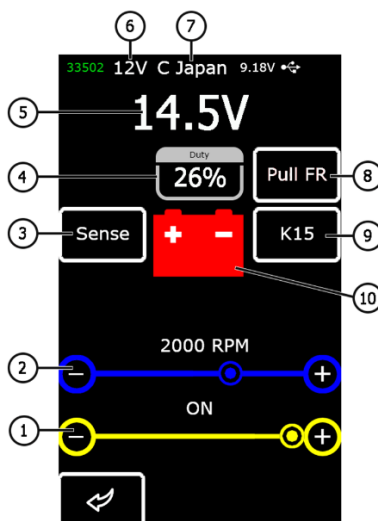 6 7
33502 12V C Japan 9.18V
5 14.5V
Duty
4 26% Pull FR 8
3 Sense + - K15 9
10
2000 RPM
2 - +
ON
1 - +